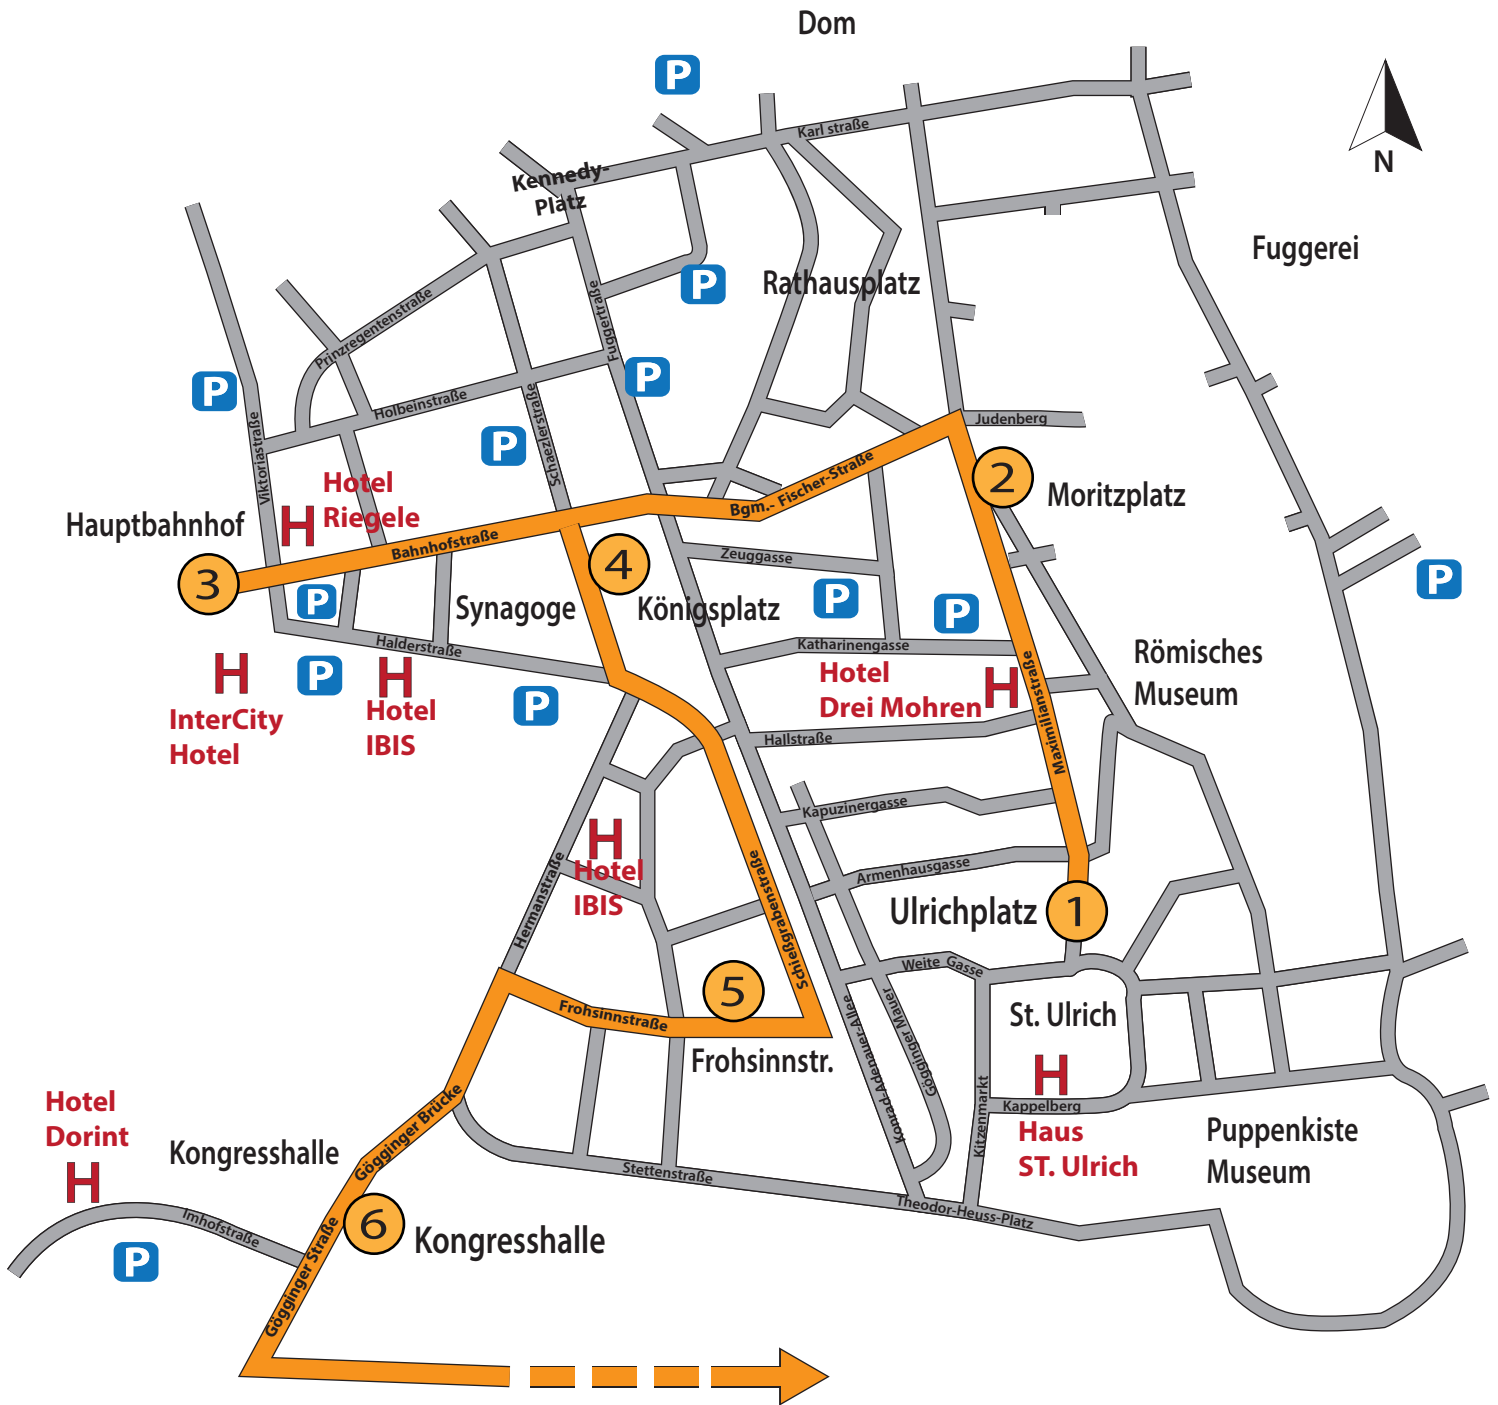 Dom
P
Karl straße
N
Kennedy-
Platz
Fuggerei
Rathausplatz
P
Prinzregentenstraße
Fuggertraße
P
P
Holbeinstraße
Schaezlerstraße
Viktoriastraße
P
Judenberg
Bgm.- Fischer-Straße
2
Moritzplatz
Hotel
Riegele
H
Hauptbahnhof
Bahnhofstraße
3
4
Zeuggasse
P
P
P
P
Synagoge
Königsplatz
Halderstraße
Katharinengasse
Römisches
Museum
H
InterCity
Hotel
P
H
Hotel
IBIS
P
Hotel
Drei Mohren
H
Maximilianstraße
Hallstraße
Kapuzinergasse
H
Hotel
IBIS
Hermanstraße
Schießgrabenstraße
Armenhausgasse
Ulrichplatz
1
Weite Gasse
5
Frohsinnstraße
Frohsinnstr.
Konrad-Adenauer-Allee
Gögginger Mauer
St. Ulrich
H
Kitzenmarkt
Kappelberg
Haus
ST. Ulrich
Puppenkiste
Museum
Hotel
Dorint
H
Kongresshalle
Gögginger Brücke
Stettenstraße
Theodor-Heuss-Platz
6
Kongresshalle
Imhofstraße
P
Gögginger Straße